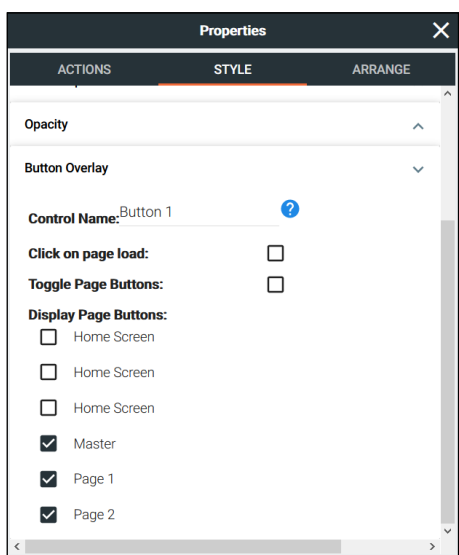 Properties
ACTIONS STYLE ARRANGE
Opacity
Button Overlay
Control Name: Button 1 ?
Click on page load:
Toggle Page Buttons:
Display Page Buttons:
Home Screen
Home Screen
Home Screen
Master
Page 1
Page 2